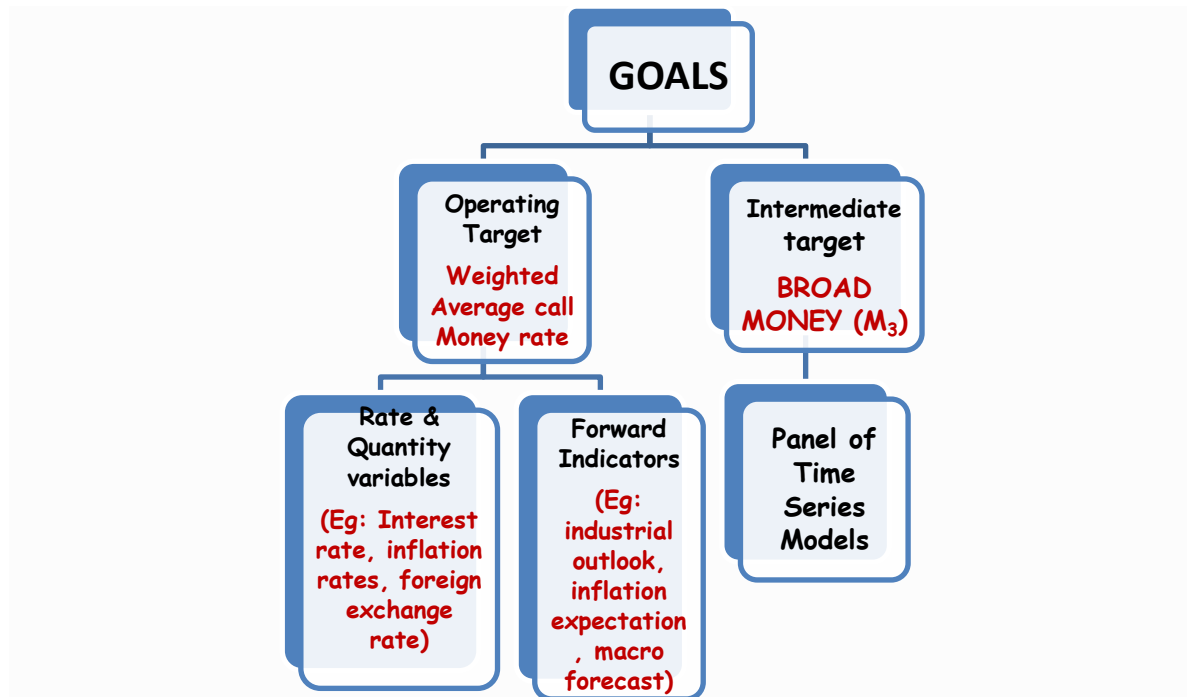 GOALS
Operating
Target
Weighted
Average call
Money rate
Intermediate
target
BROAD
MONEY (M₃)
Rate &
Quantity
variables
(Eg: Interest
rate, inflation
rates, foreign
exchange
rate)
Forward
Indicators
(Eg:
industrial
outlook,
inflation
expectation
, macro
forecast)
Panel of
Time
Series
Models